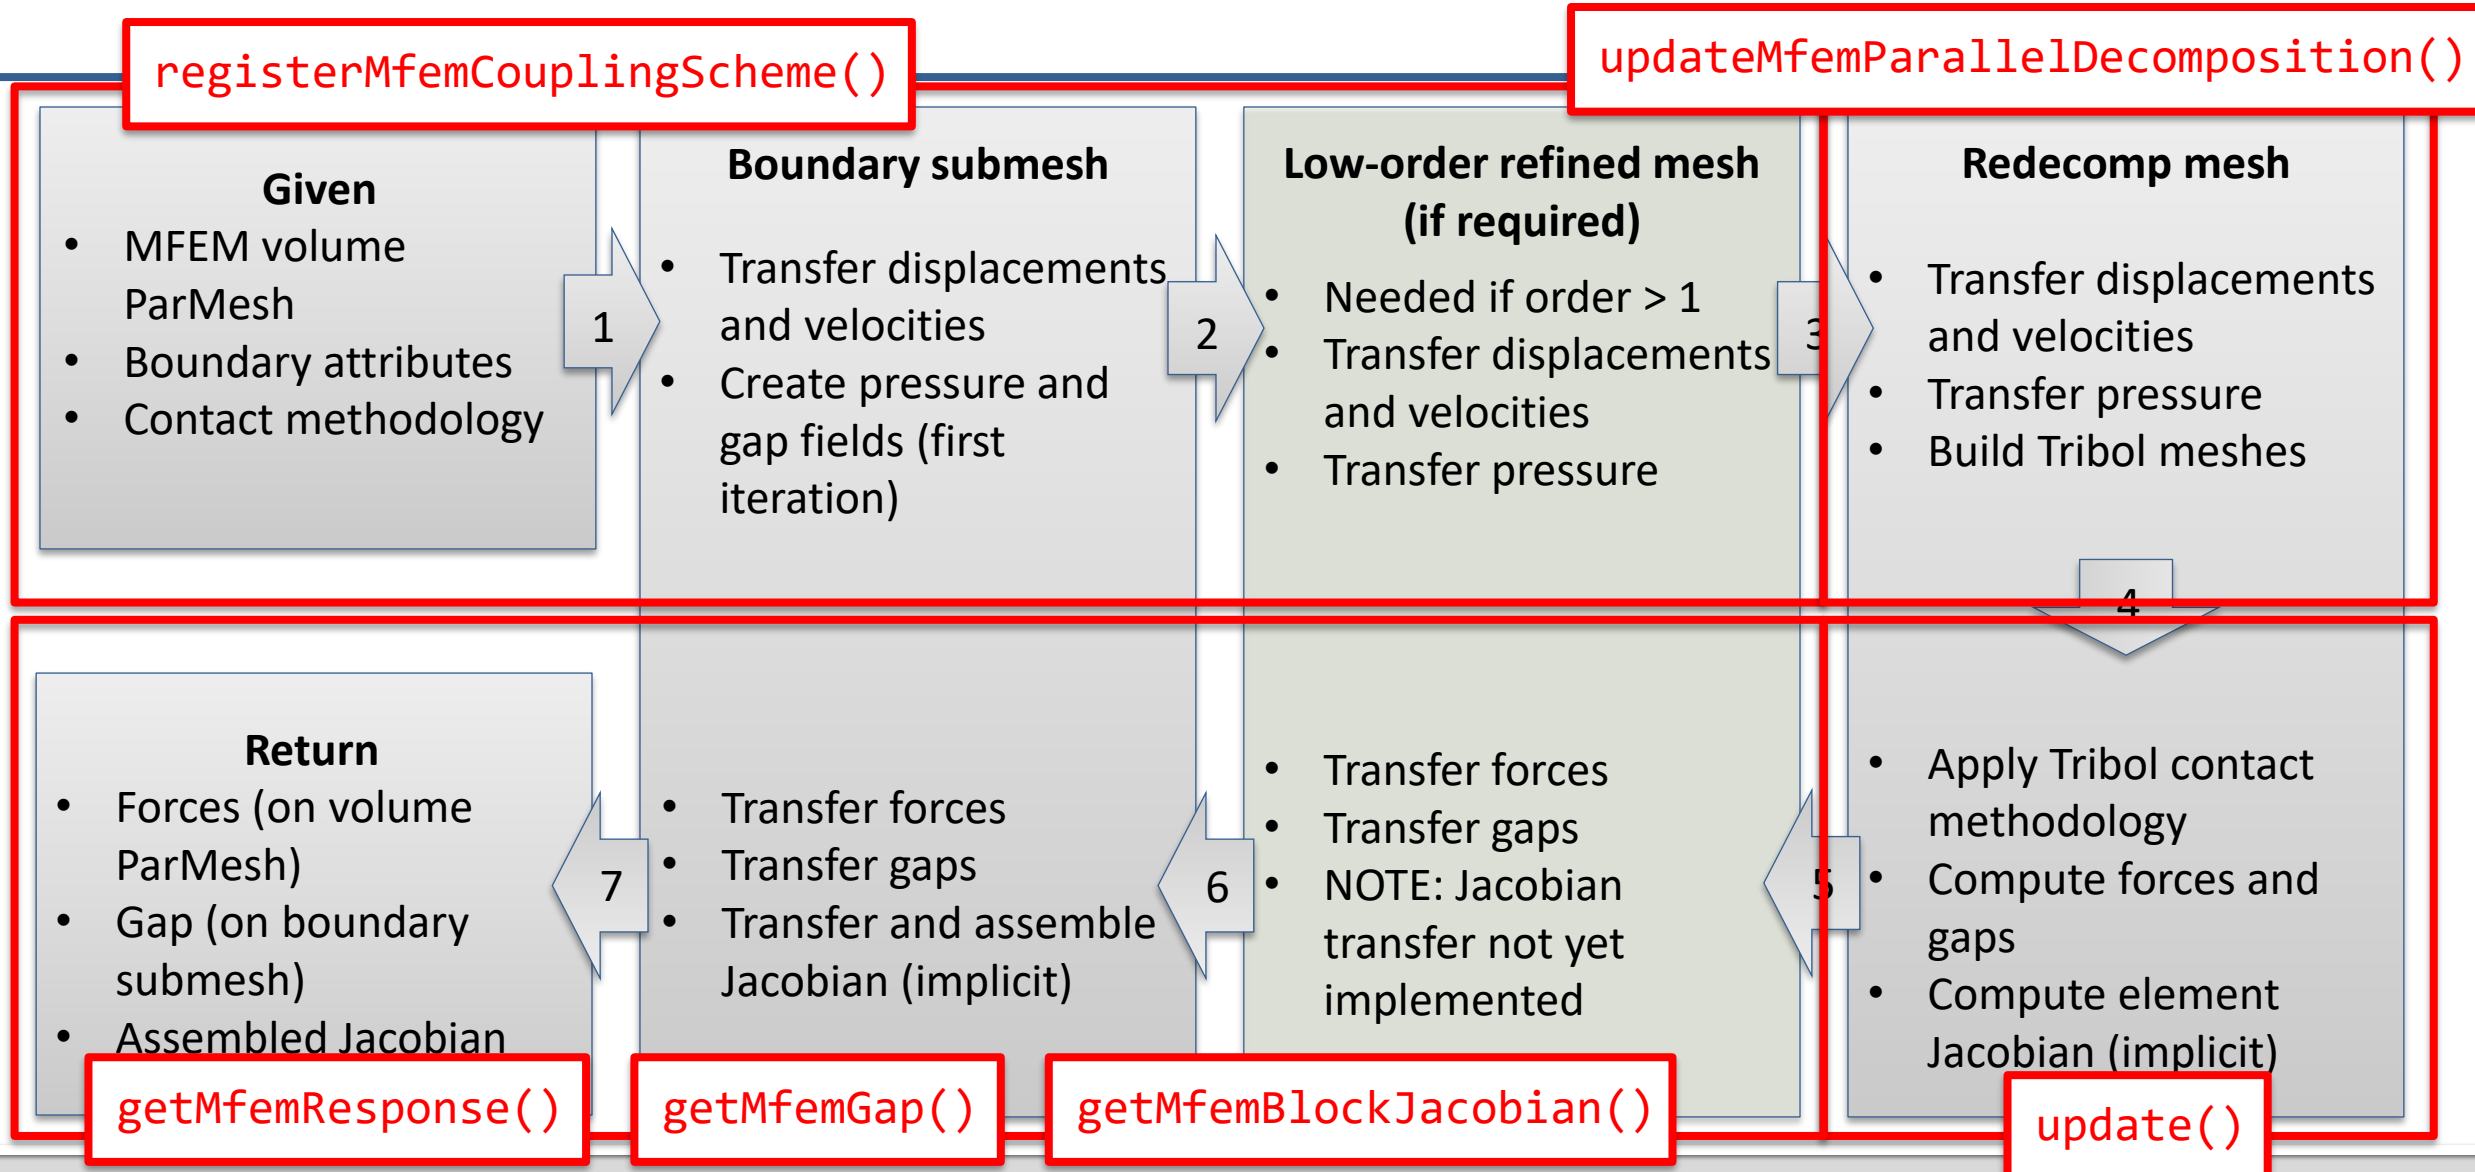 registerMfemCouplingScheme()
updateMfemParallelDecomposition()
Given
• MFEM volume
ParMesh
• Boundary attributes
• Contact methodology
1
Boundary submesh
• Transfer displacements
and velocities
• Create pressure and
gap fields (first
iteration)
2
Low-order refined mesh
(if required)
• Needed if order > 1
• Transfer displacements
and velocities
• Transfer pressure
3
Redecomp mesh
• Transfer displacements
and velocities
• Transfer pressure
• Build Tribol meshes
4
• Apply Tribol contact
methodology
• Compute forces and
gaps
• Compute element
Jacobian (implicit)
update()
5
• Transfer forces
• Transfer gaps
• NOTE: Jacobian
transfer not yet
implemented
getMfemBlockJacobian()
6
• Transfer forces
• Transfer gaps
• Transfer and assemble
Jacobian (implicit)
getMfemGap()
7
Return
• Forces (on volume
ParMesh)
• Gap (on boundary
submesh)
• Assembled Jacobian
getMfemResponse()